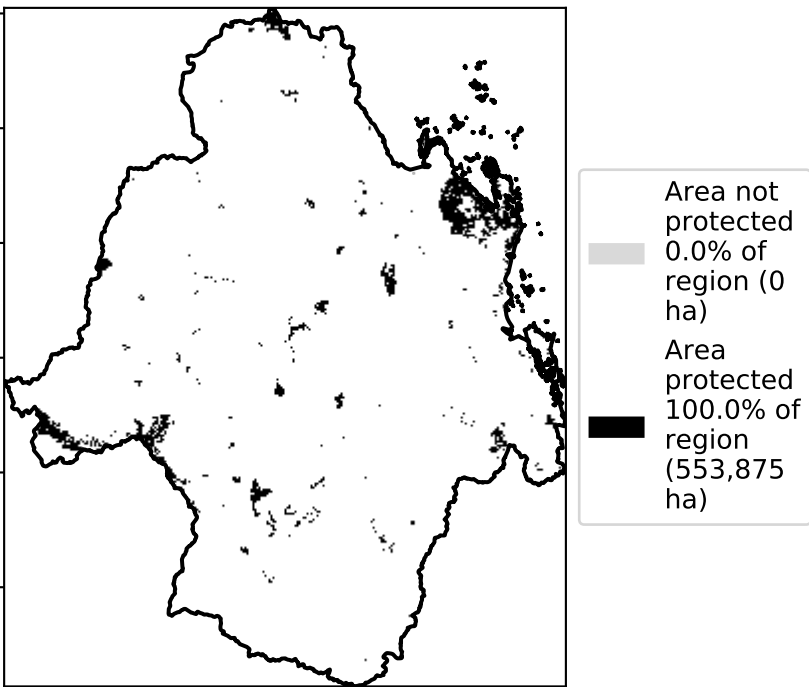 Area not
protected
0.0% of
region (0
ha)
Area
protected
100.0% of
region
(553,875
ha)